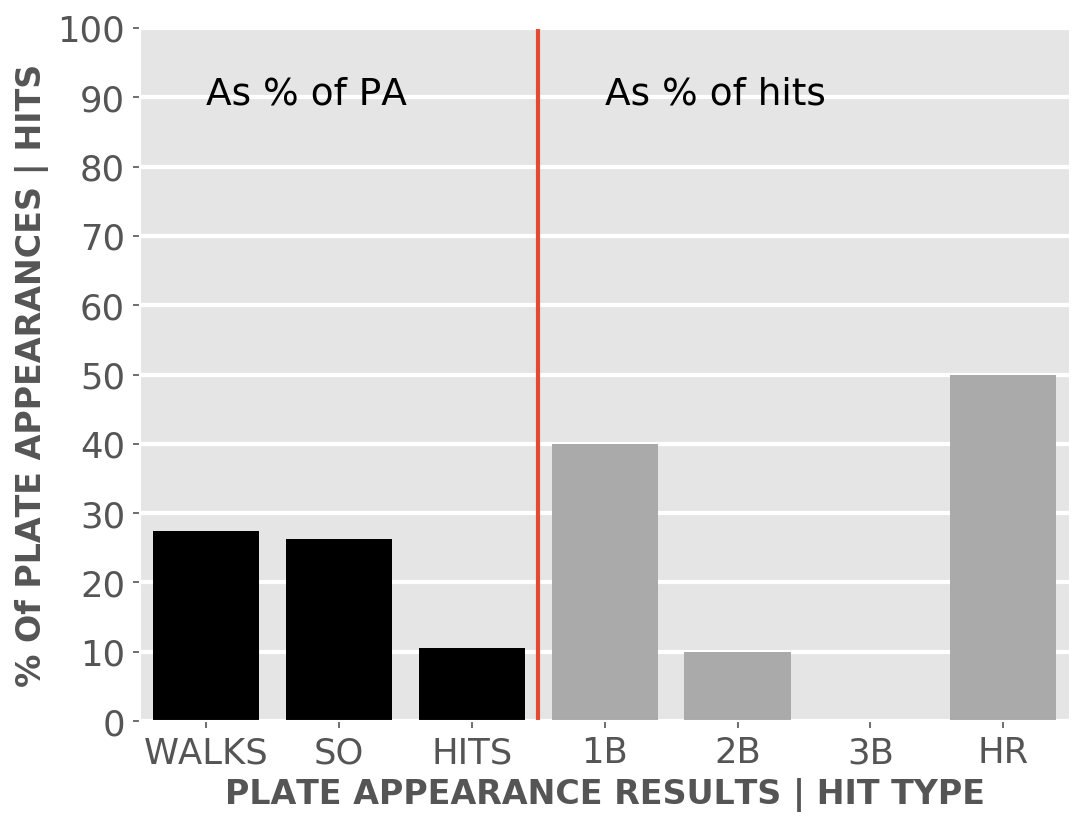 % Of PLATE APPEARANCES | HITS
100
90
80
70
60
50
40
30
20
10
0
As % of PA
As % of hits
WALKS SO HITS 1B 2B 3B HR
PLATE APPEARANCE RESULTS | HIT TYPE